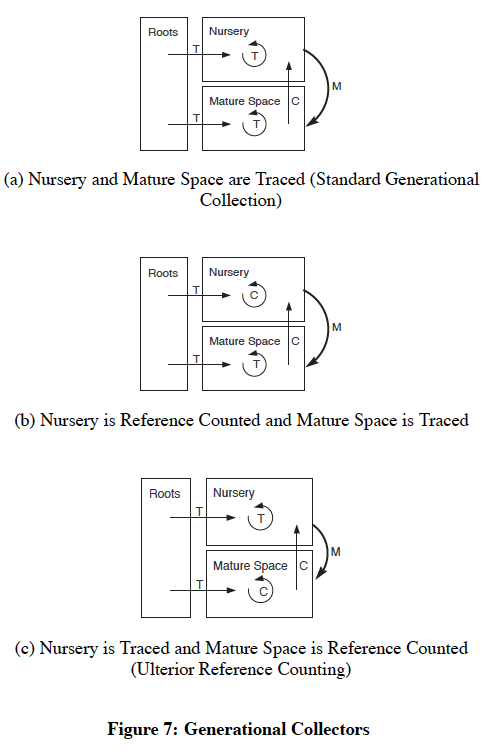 Roots Nursery
T T M
Mature Space C
T T
(a) Nursery and Mature Space are Traced (Standard Generational
Collection)
Roots Nursery
T C M
Mature Space C
T T
(b) Nursery is Reference Counted and Mature Space is Traced
Roots Nursery
T T M
Mature Space C
T C
(c) Nursery is Traced and Mature Space is Reference Counted
(Ulterior Reference Counting)
Figure 7: Generational Collectors